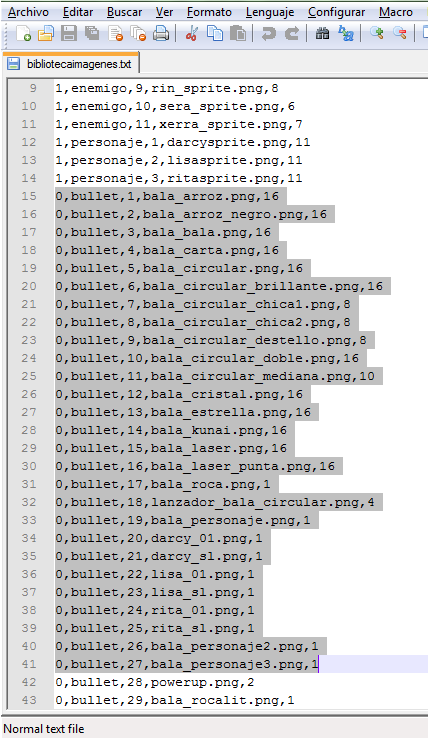 Archivo Editar Buscar Ver Formato Lenguaje Configurar Macro
bibliotecaimagenes.txt
9 1,enemigo,9,rin_sprite.png,8
10 1,enemigo,10,sera_sprite.png,6
11 1,enemigo,11,xerra_sprite.png,7
12 1,personaje,1,darcysprite.png,11
13 1,personaje,2,lisasprite.png,11
14 1,personaje,3,ritasprite.png,11
15 0,bullet,1,bala_arroz.png,16
16 0,bullet,2,bala_arroz_negro.png,16
17 0,bullet,3,bala_bala.png,16
18 0,bullet,4,bala_carta.png,16
19 0,bullet,5,bala_circular.png,16
20 0,bullet,6,bala_circular_brillante.png,16
21 0,bullet,7,bala_circular_chica1.png,8
22 0,bullet,8,bala_circular_chica2.png,8
23 0,bullet,9,bala_circular_destello.png,8
24 0,bullet,10,bala_circular_doble.png,16
25 0,bullet,11,bala_circular_mediana.png,10
26 0,bullet,12,bala_cristal.png,16
27 0,bullet,13,bala_estrella.png,16
28 0,bullet,14,bala_kunai.png,16
29 0,bullet,15,bala_laser.png,16
30 0,bullet,16,bala_laser_punta.png,16
31 0,bullet,17,bala_roca.png,1
32 0,bullet,18,lanzador_bala_circular.png,4
33 0,bullet,19,bala_personaje.png,1
34 0,bullet,20,darcy_01.png,1
35 0,bullet,21,darcy_sl.png,1
36 0,bullet,22,lisa_01.png,1
37 0,bullet,23,lisa_sl.png,1
38 0,bullet,24,rita_01.png,1
39 0,bullet,25,rita_sl.png,1
40 0,bullet,26,bala_personaje2.png,1
41 0,bullet,27,bala_personaje3.png,1
42 0,bullet,28,powerup.png,2
43 0,bullet,29,bala_rocalit.png,1
Normal text file